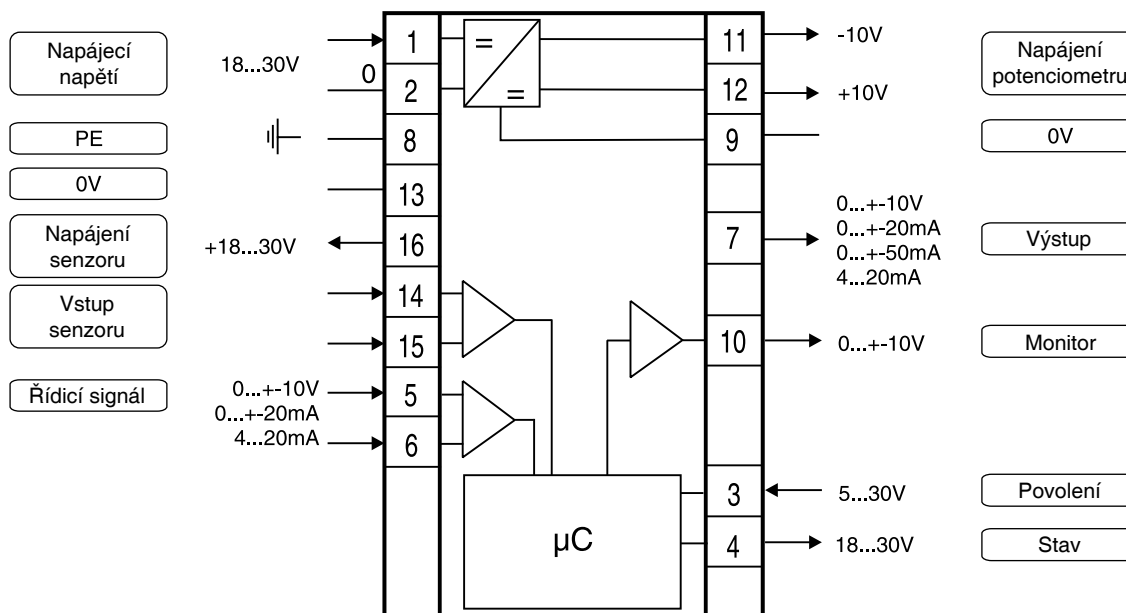 Napájecí
napětí
18...30V
0
1
2
=
=
11
12
-10V
+10V
Napájení
potenciometru
PE
8
9
0V
0V
13
Napájení
senzoru
+18...30V
16
7
0...+-10V
0...+-20mA
0...+-50mA
4...20mA
Výstup
Vstup
senzoru
14
15
10
0...+-10V
Monitor
Řídicí signál
0...+-10V
0...+-20mA
4...20mA
5
6
µC
3
5...30V
Povolení
4
18...30V
Stav